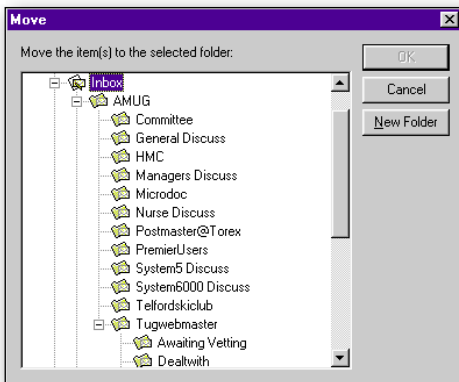 Move
Move the item(s) to the selected folder:
OK
Cancel
New Folder
Inbox
AMUG
Committee
General Discuss
HMC
Managers Discuss
Microdoc
Nurse Discuss
Postmaster@Torex
PremierUsers
System5 Discuss
System6000 Discuss
Telfordskiclub
Tugwebmaster
Awaiting Vetting
Dealtwith